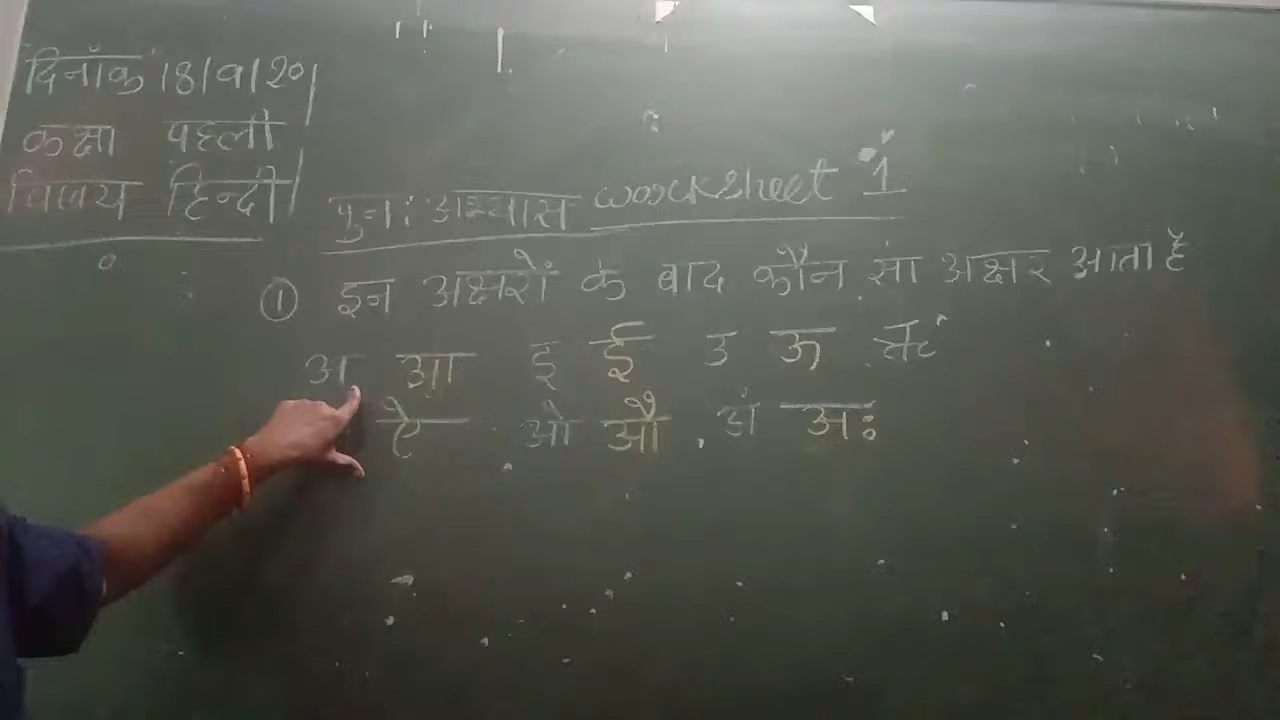 दिनाँक 18/9/20
कक्षा पहली
विषय हिन्दी
पुनः अभ्यास worksheet 1
① इन अक्षरों के बाद कौन सा अक्षर आता है
अ आ इ ई उ ऊ ऋ
ऐ ओ औ अं अः